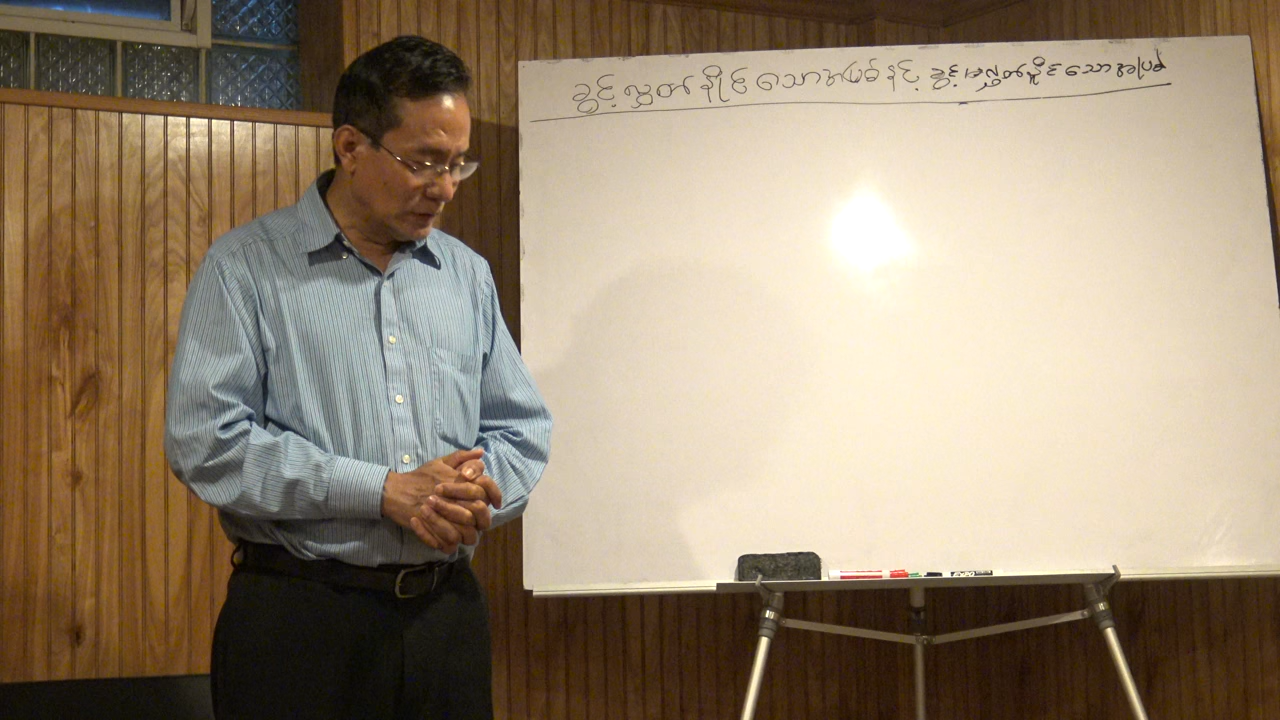 ခွင့်လွှတ်နိုင်သောအပြစ်နှင့် ခွင့်မလွှတ်နိုင်သောအပြစ်
EXPO